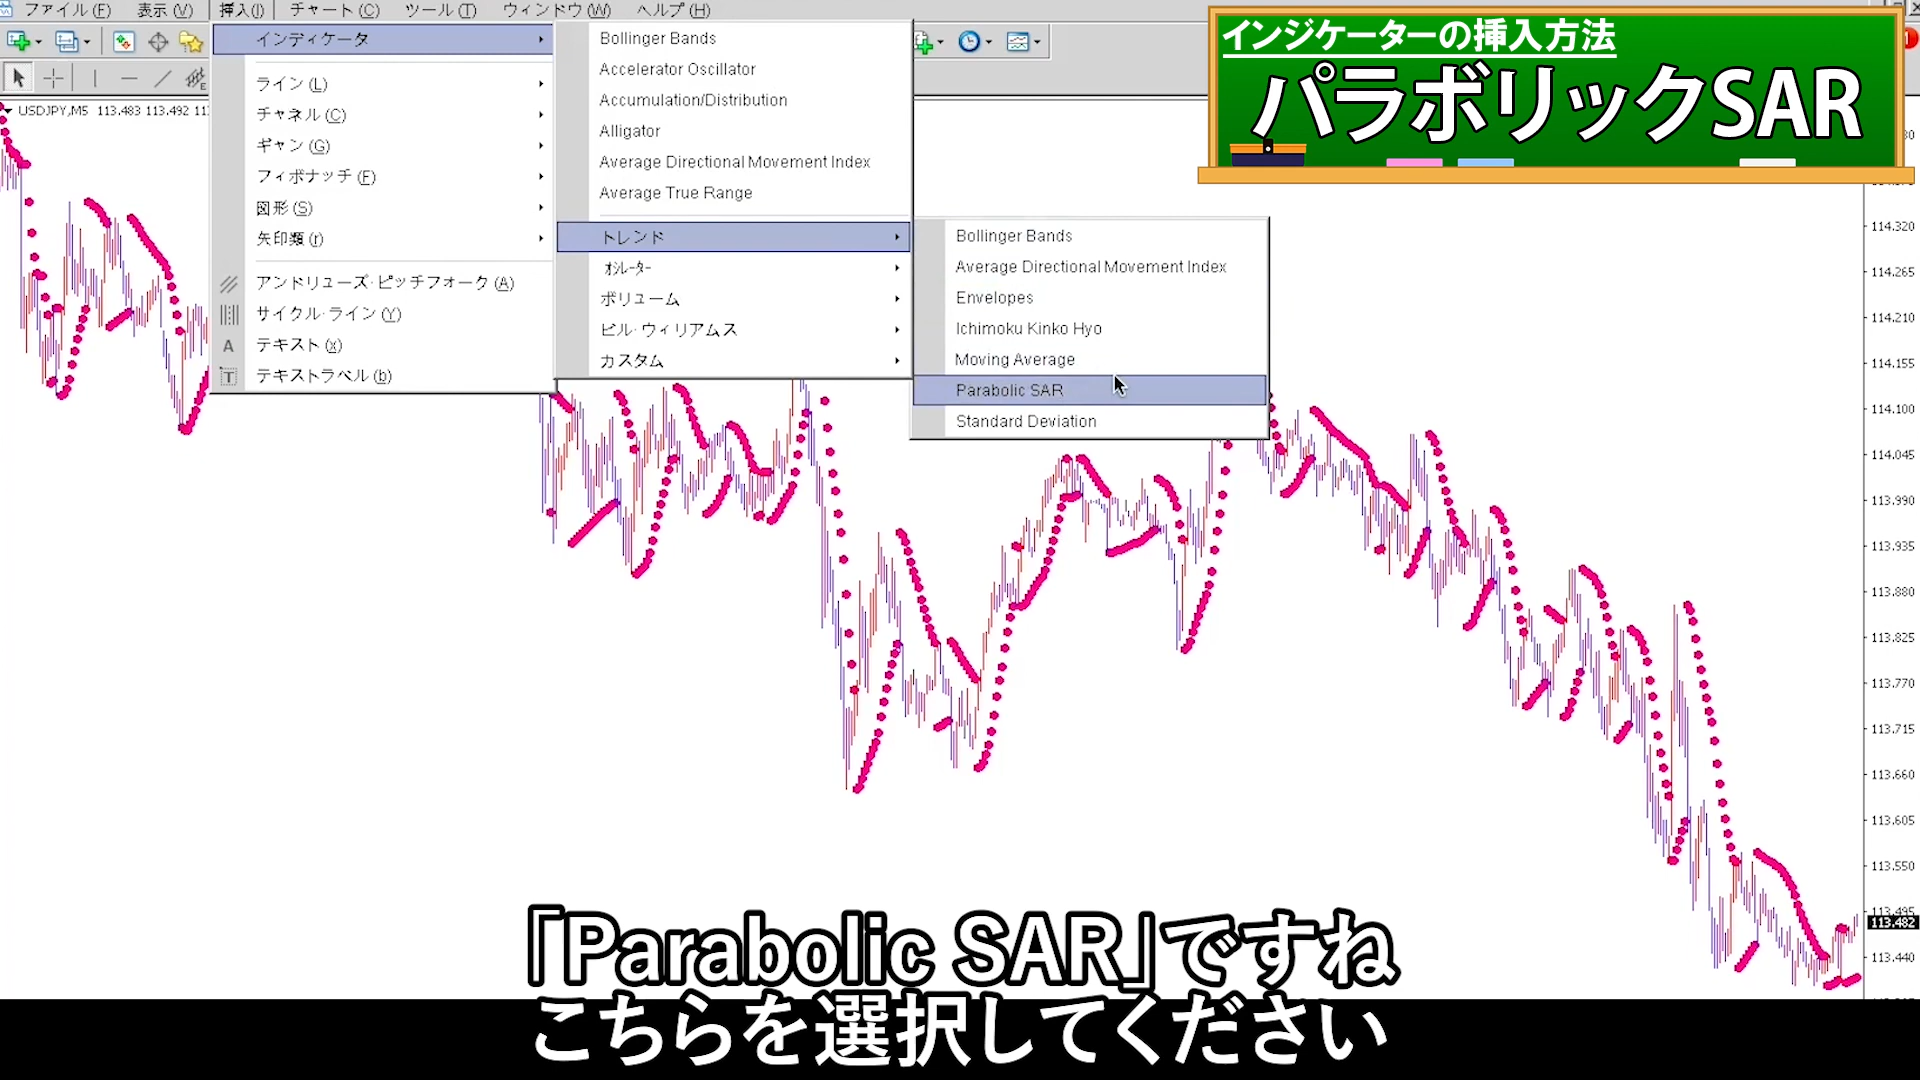 ファイル (F)
表示 (V)
挿入(I)
チャート (C)
ツール (T)
ウィンドウ (W)
ヘルプ (H)
インジケーターの挿入方法
パラボリックSAR
USDJPY,M5 113.483 113.492 11
インディケータ
ライン (L)
チャネル (C)
ギャン (G)
フィボナッチ (F)
図形 (S)
矢印類 (r)
アンドリューズ・ピッチフォーク (A)
サイクル・ライン (Y)
テキスト (x)
テキストラベル (b)
Bollinger Bands
Accelerator Oscillator
Accumulation/Distribution
Alligator
Average Directional Movement Index
Average True Range
トレンド
ｵｼﾚｰﾀｰ
ボリューム
ビル・ウィリアムス
カスタム
Bollinger Bands
Average Directional Movement Index
Envelopes
Ichimoku Kinko Hyo
Moving Average
Parabolic SAR
Standard Deviation
114.320
114.265
114.210
114.155
114.100
114.045
113.990
113.935
113.880
113.825
113.770
113.715
113.660
113.605
113.550
113.495
113.482
113.440
「Parabolic SAR」ですね
こちらを選択してください